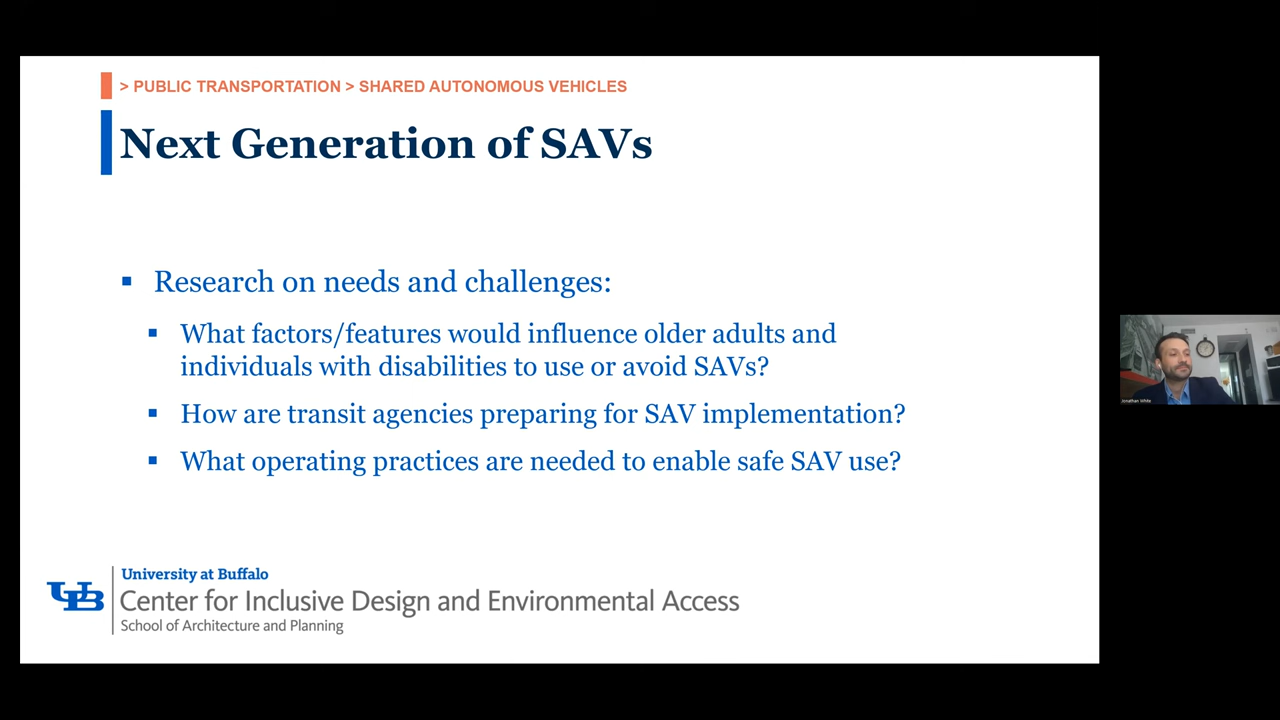 > PUBLIC TRANSPORTATION > SHARED AUTONOMOUS VEHICLES
Next Generation of SAVs
Research on needs and challenges:
What factors/features would influence older adults and
individuals with disabilities to use or avoid SAVs?
How are transit agencies preparing for SAV implementation?
What operating practices are needed to enable safe SAV use?
Jonathan White
UB
University at Buffalo
Center for Inclusive Design and Environmental Access
School of Architecture and Planning